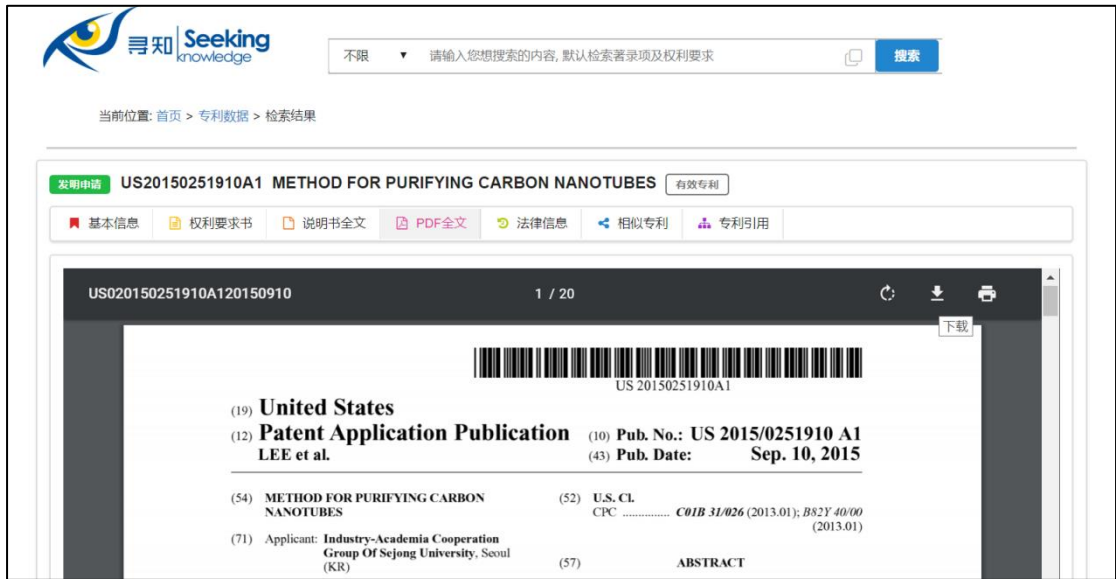 寻知 Seeking knowledge
不限 ▼ 请输入您想搜索的内容, 默认检索著录项及权利要求 搜索
当前位置: 首页 > 专利数据 > 检索结果
发明申请 US20150251910A1 METHOD FOR PURIFYING CARBON NANOTUBES 有效专利
基本信息 权利要求书 说明书全文 PDF全文 法律信息 相似专利 专利引用
US020150251910A120150910 1 / 20
下载
US 20150251910A1
(19) United States
(12) Patent Application Publication (10) Pub. No.: US 2015/0251910 A1
LEE et al. (43) Pub. Date: Sep. 10, 2015
(54) METHOD FOR PURIFYING CARBON NANOTUBES
(52) U.S. Cl.
CPC .............. C01B 31/026 (2013.01); B82Y 40/00
(2013.01)
(71) Applicant: Industry-Academia Cooperation
Group Of Sejong University, Seoul
(KR)
(57) ABSTRACT